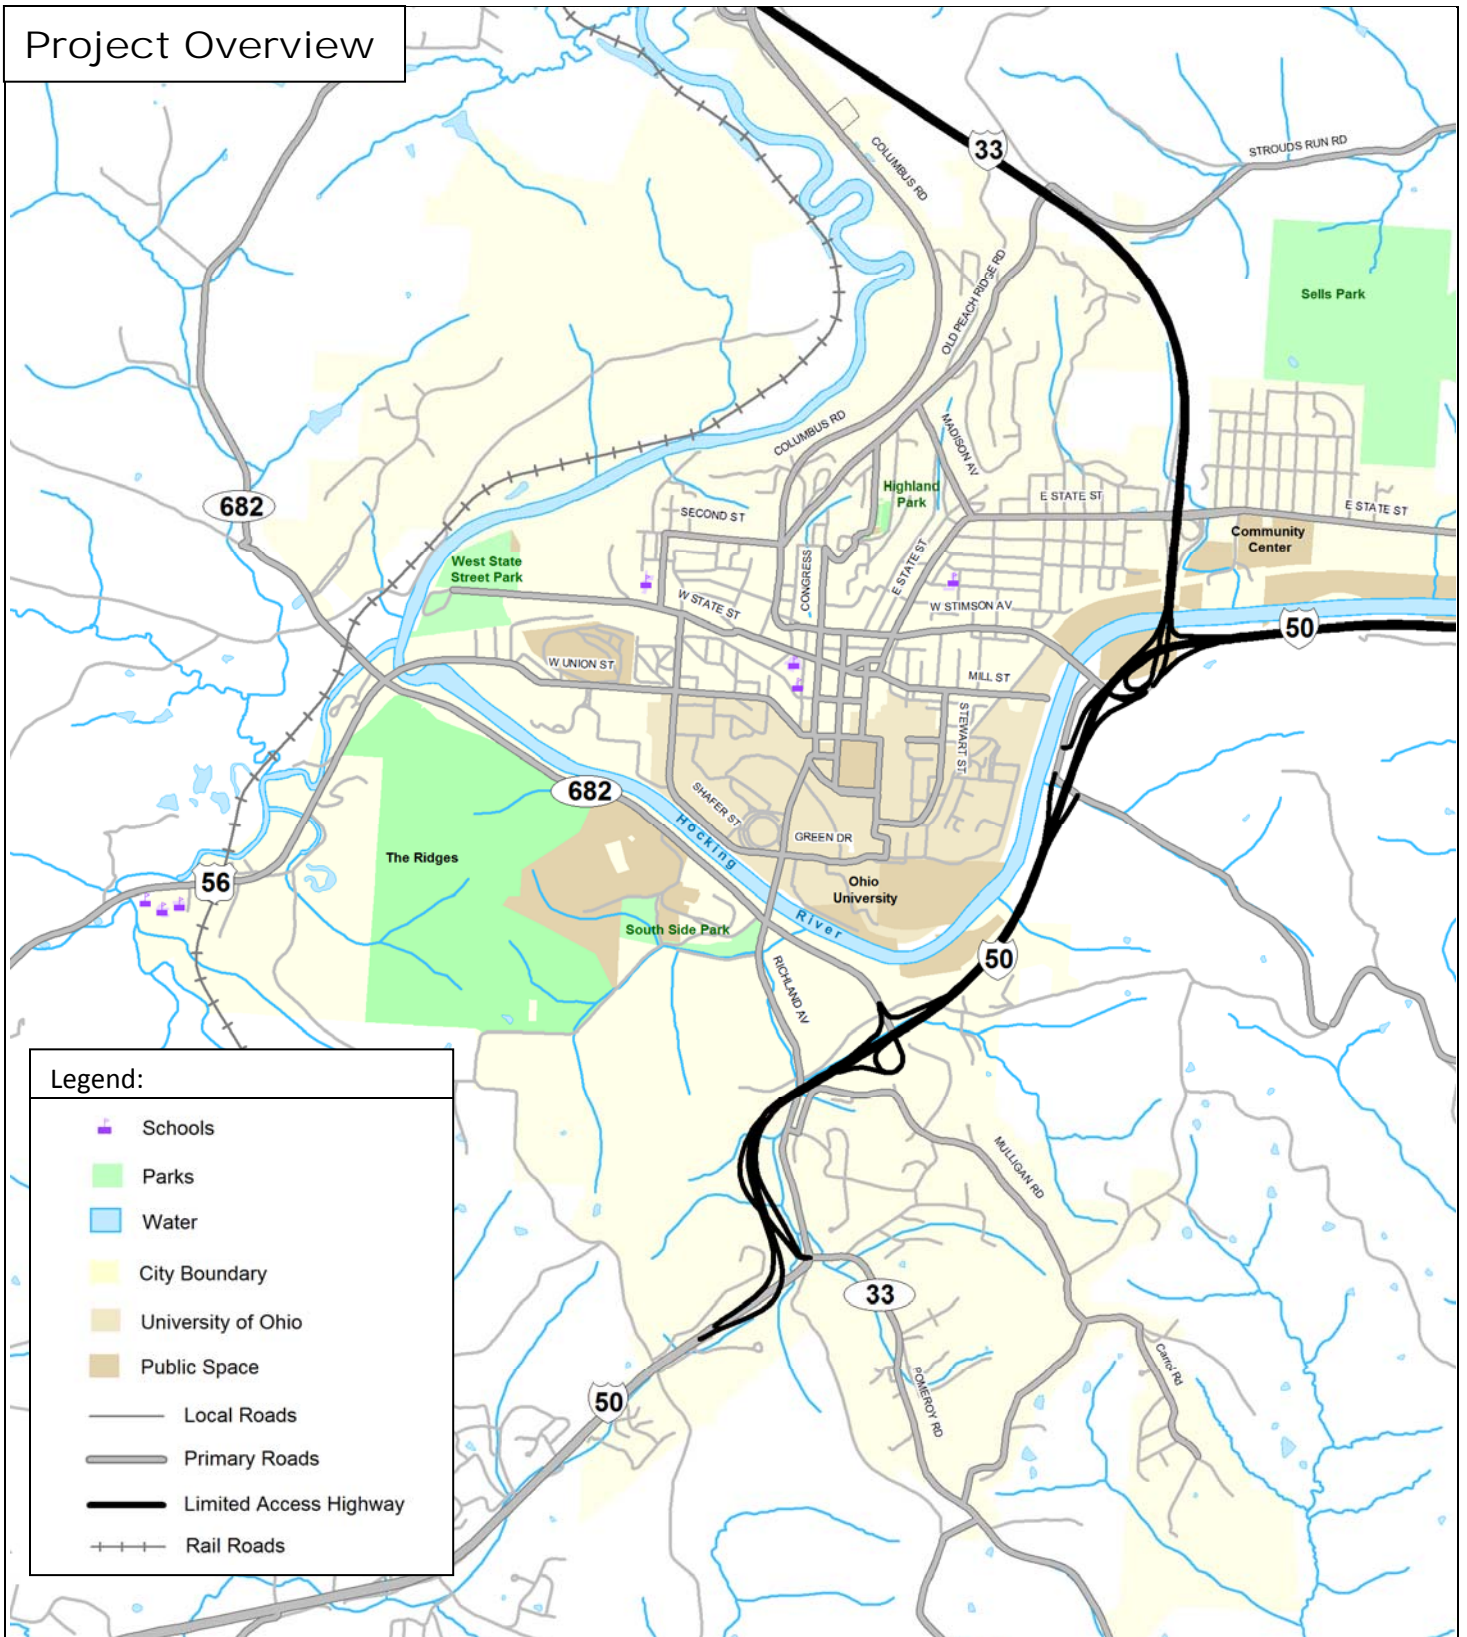 Project Overview
33
COLUMBUS RD
STROUDS RUN RD
OLD PEACH RIDGE RD
Sells Park
COLUMBUS RD
MADISON AV
682
Highland
Park
E STATE ST
E STATE ST
SECOND ST
Community
Center
West State
Street Park
CONGRESS
E STATE ST
W STATE ST
W STIMSON AV
50
W UNION ST
MILL ST
STEWART ST
682
SHAFER ST
Hocking
River
GREEN DR
The Ridges
56
Ohio
University
South Side Park
50
RICHLAND AV
MULLIGAN RD
33
Carrol Rd
POMEROY RD
50
Legend:
Schools
Parks
Water
City Boundary
University of Ohio
Public Space
Local Roads
Primary Roads
Limited Access Highway
Rail Roads